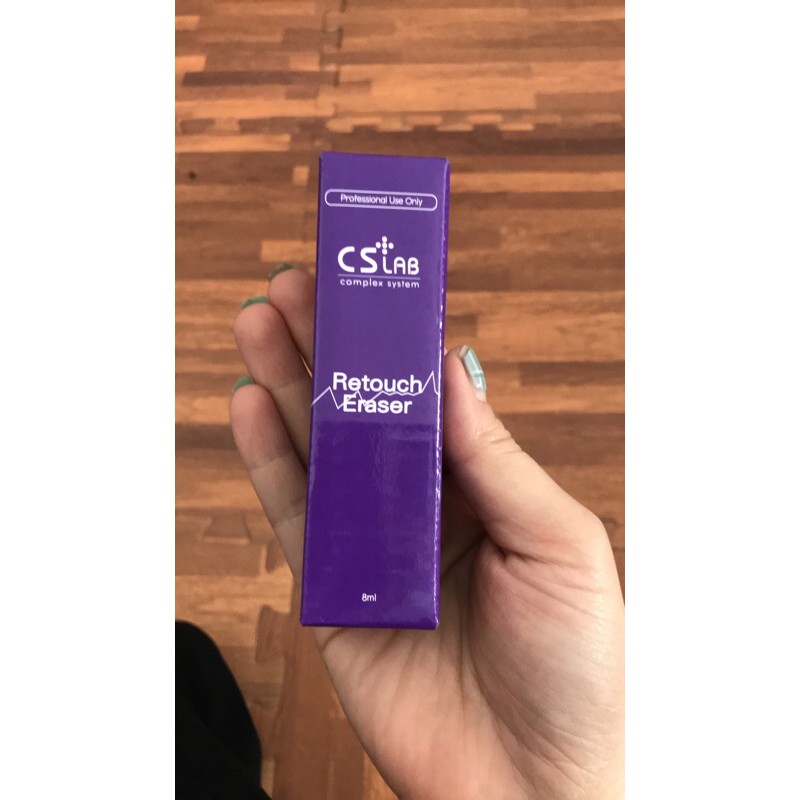 Professional Use Only
CS LAB
complex system
Retouch
Eraser
8ml